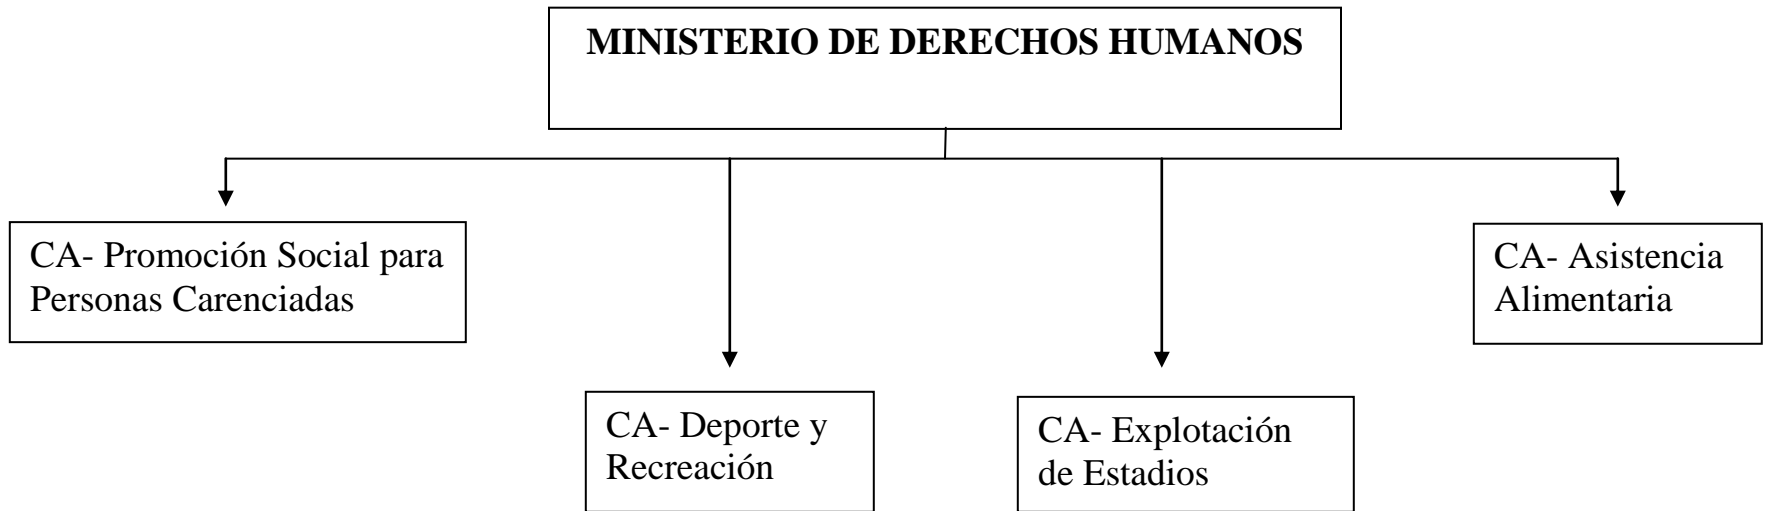 MINISTERIO DE DERECHOS HUMANOS
CA- Promoción Social para
Personas Carenciadas
CA- Deporte y
Recreación
CA- Explotación
de Estadios
CA- Asistencia
Alimentaria